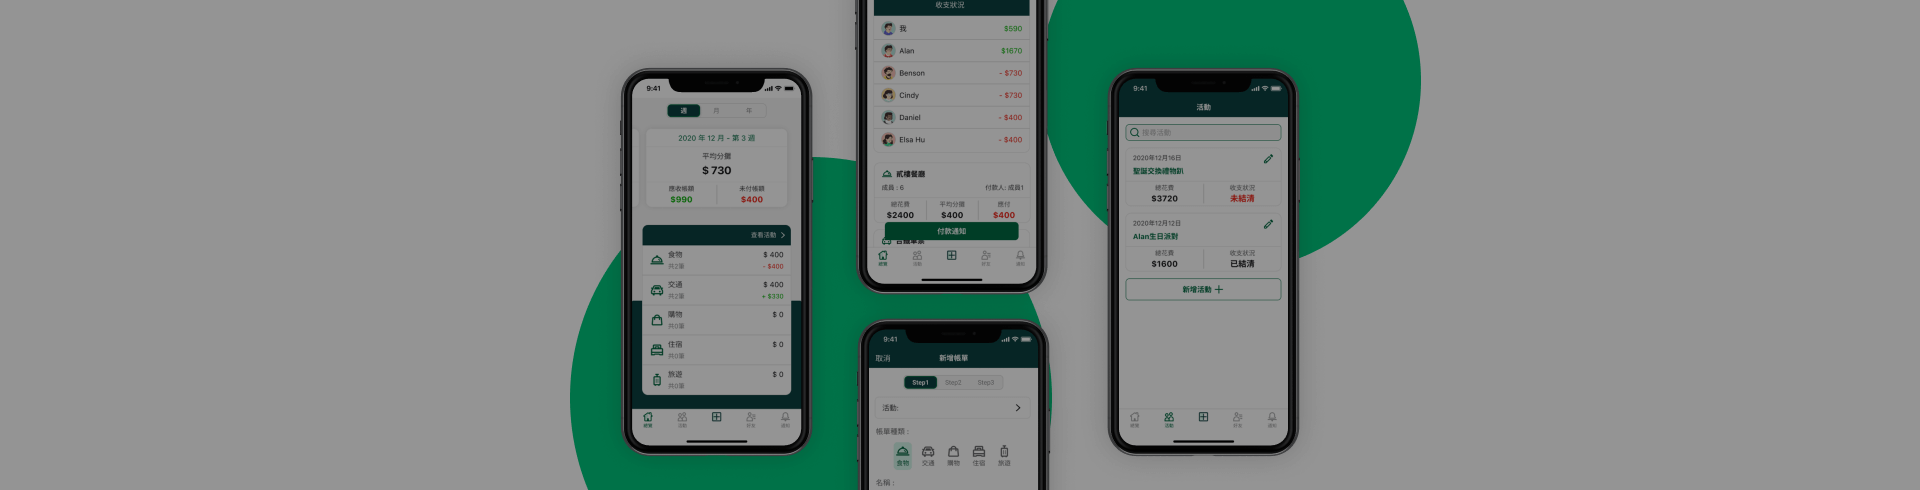 9:41
週 月 年
2020 年 12 月 - 第 3 週
平均分攤
$ 730
應收帳額 未付帳額
$990 $400
查看活動
食物 $ 400
共2筆 - $400
交通 $ 400
共2筆 + $330
購物 $ 0
共0筆
住宿 $ 0
共0筆
旅遊 $ 0
共0筆
總覽 活動 好友 通知
收支狀況
我 $590
Alan $1670
Benson - $730
Cindy - $730
Daniel - $400
Elsa Hu - $400
貳樓餐廳
成員 : 6 付款人: 成員1
總花費 平均分攤 應付
$2400 $400 $400
付款通知
總覽 活動 好友 通知
9:41
取消 新增帳單
Step1 Step2 Step3
活動:
帳單種類 :
食物 交通 購物 住宿 旅遊
名稱 :
9:41
活動
搜尋活動
2020年12月16日
聖誕交換禮物趴
總花費 收支狀況
$3720 未結清
2020年12月12日
Alan生日派對
總花費 收支狀況
$1600 已結清
新增活動
總覽 活動 好友 通知